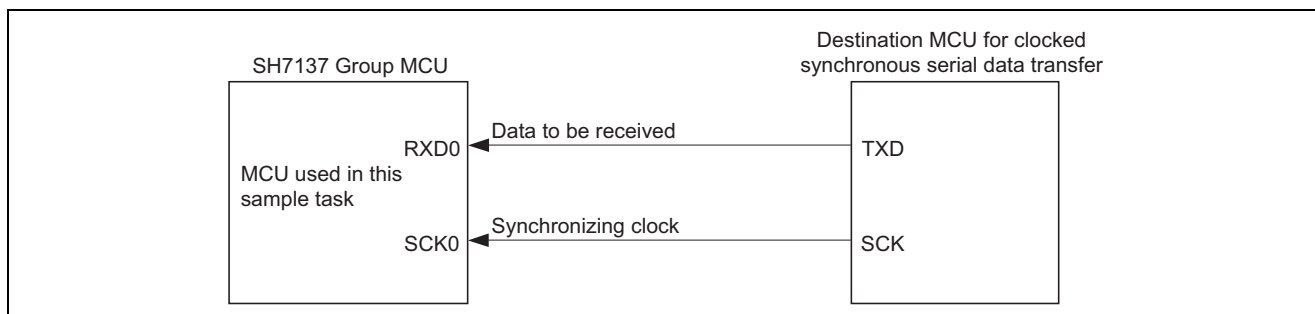 Destination MCU for clocked
synchronous serial data transfer
SH7137 Group MCU
Data to be received
RXD0
TXD
MCU used in this
sample task
Synchronizing clock
SCK0
SCK